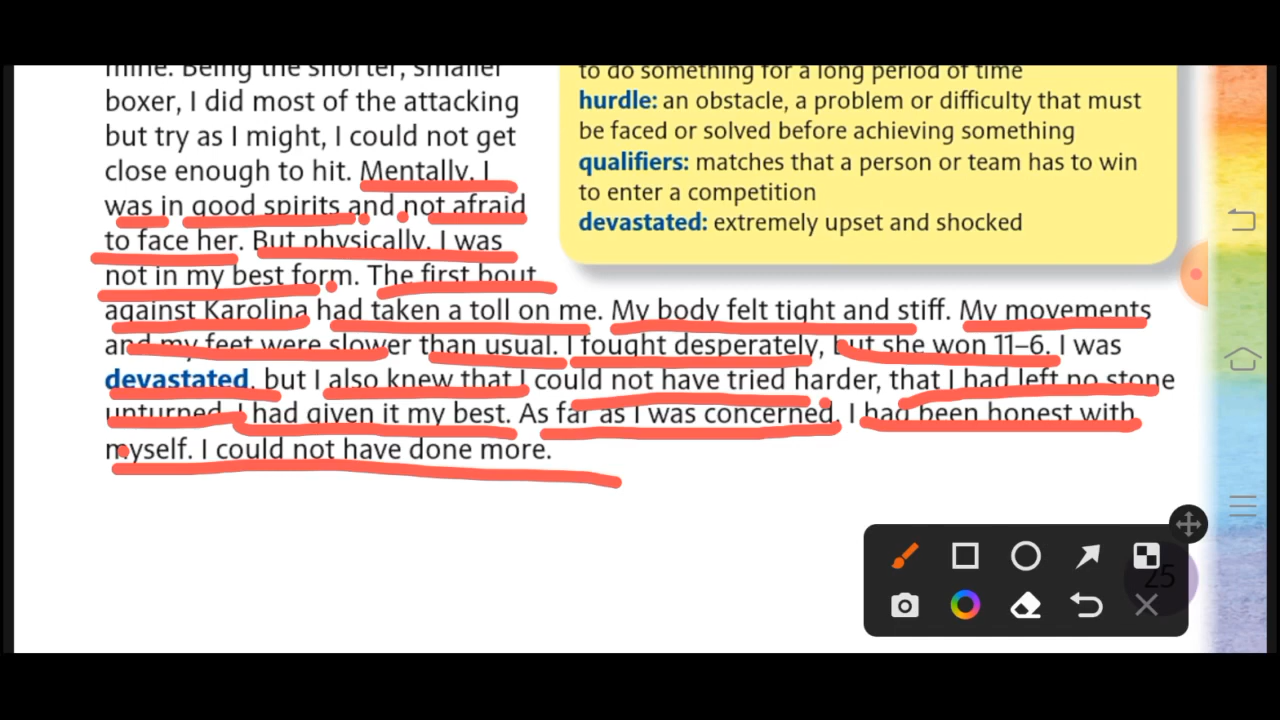 mine. Being the shorter, smaller
boxer, I did most of the attacking
but try as I might, I could not get
close enough to hit. Mentally, I
was in good spirits and not afraid
to face her. But physically, I was
not in my best form. The first bout
against Karolina had taken a toll on me. My body felt tight and stiff. My movements
and my feet were slower than usual. I fought desperately, but she won 11–6. I was
devastated, but I also knew that I could not have tried harder, that I had left no stone
unturned. I had given it my best. As far as I was concerned, I had been honest with
myself. I could not have done more.
to do something for a long period of time
hurdle: an obstacle, a problem or difficulty that must
be faced or solved before achieving something
qualifiers: matches that a person or team has to win
to enter a competition
devastated: extremely upset and shocked
25